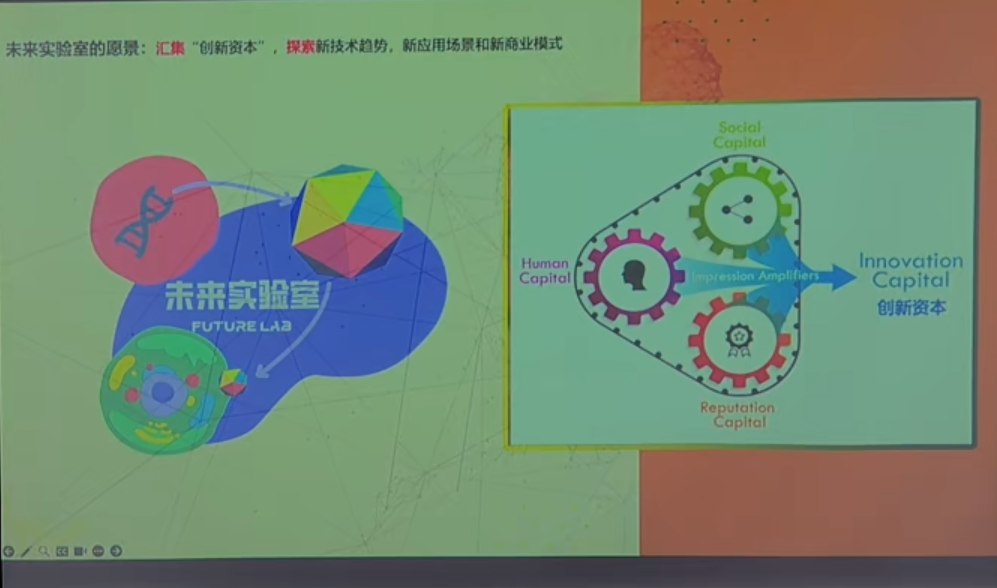 未来实验室的愿景：汇集“创新资本”，探索新技术趋势，新应用场景和新商业模式
未来实验室
FUTURE LAB
Social
Capital
Human
Capital
Impression Amplifiers
Innovation
Capital
创新资本
Reputation
Capital